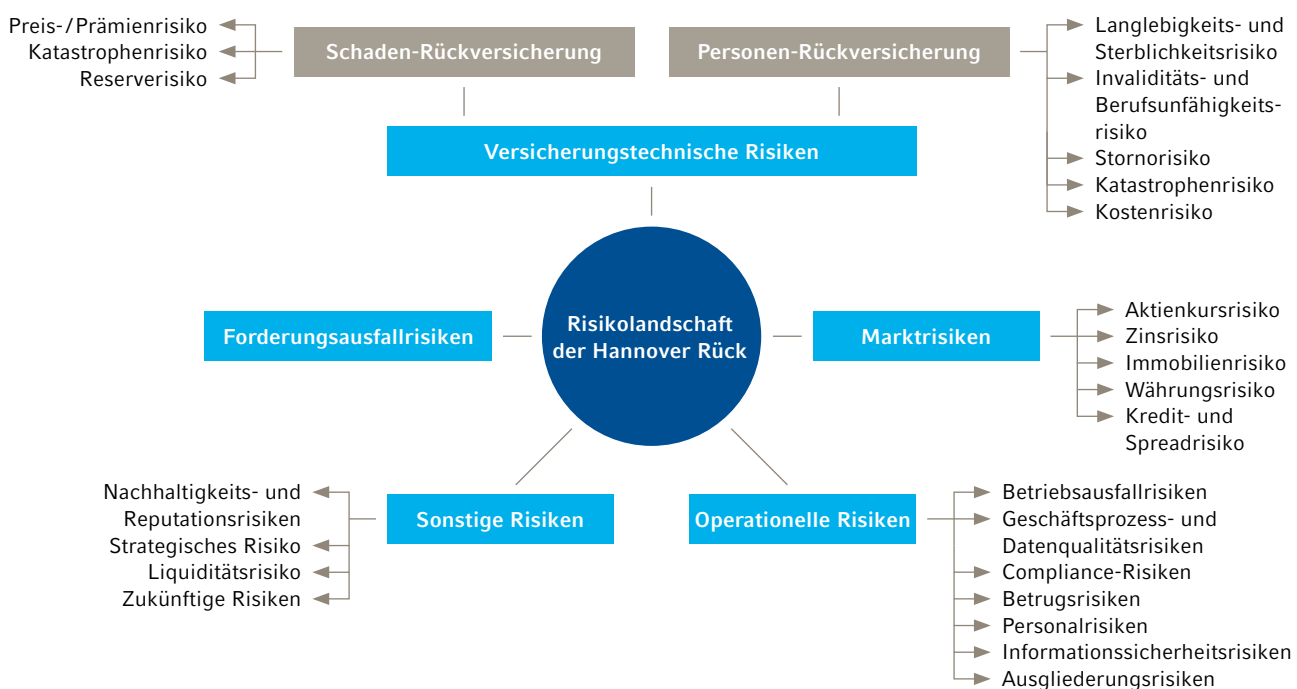 Preis-/Prämienrisiko
Katastrophenrisiko
Reserverisiko
Schaden-Rückversicherung
Personen-Rückversicherung
Langlebigkeits- und
Sterblichkeitsrisiko
Invaliditäts- und
Berufsunfähigkeits-
risiko
Stornorisiko
Katastrophenrisiko
Kostenrisiko
Versicherungstechnische Risiken
Forderungsausfallrisiken
Risikolandschaft
der Hannover Rück
Marktrisiken
Aktienkursrisiko
Zinsrisiko
Immobilienrisiko
Währungsrisiko
Kredit- und
Spreadrisiko
Nachhaltigkeits- und
Reputationsrisiken
Strategisches Risiko
Liquiditätsrisiko
Zukünftige Risiken
Sonstige Risiken
Operationelle Risiken
Betriebsausfallrisiken
Geschäftsprozess- und
Datenqualitätsrisiken
Compliance-Risiken
Betrugsrisiken
Personalrisiken
Informationssicherheitsrisiken
Ausgliederungsrisiken